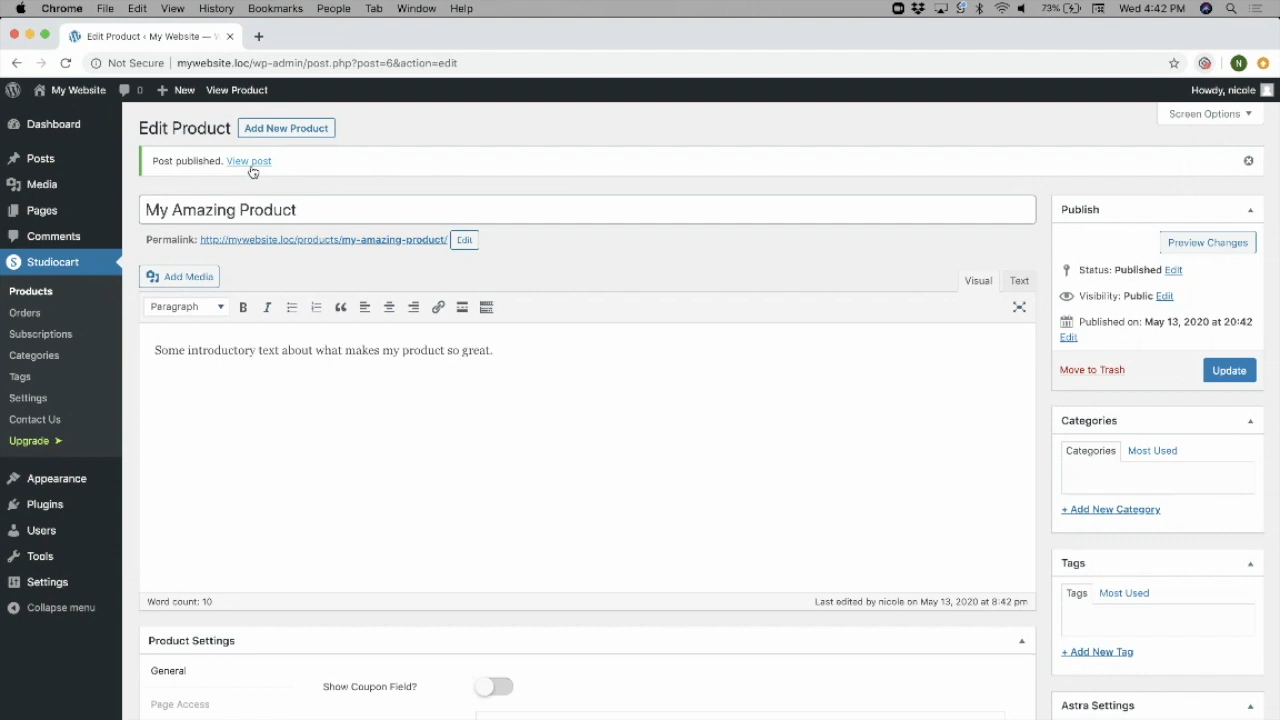 Chrome File Edit View History Bookmarks People Tab Window Help 73% Wed 4:42 PM
Edit Product ‹ My Website — W
Not Secure mywebsite.loc/wp-admin/post.php?post=6&action=edit N
My Website 0 New View Product Howdy, nicole
Screen Options
Edit Product Add New Product
Post published. View post
My Amazing Product
Permalink: http://mywebsite.loc/products/my-amazing-product/ Edit
Add Media
Visual Text
Paragraph B I
Some introductory text about what makes my product so great.
Word count: 10 Last edited by nicole on May 13, 2020 at 8:42 pm
Product Settings
General
Show Coupon Field?
Page Access
Dashboard
Posts
Media
Pages
Comments
S Studiocart
Products
Orders
Subscriptions
Categories
Tags
Settings
Contact Us
Upgrade ➤
Appearance
Plugins
Users
Tools
Settings
Collapse menu
Publish
Preview Changes
Status: Published Edit
Visibility: Public Edit
Published on: May 13, 2020 at 20:42
Edit
Move to Trash Update
Categories
Categories Most Used
+ Add New Category
Tags
Tags Most Used
+ Add New Tag
Astra Settings